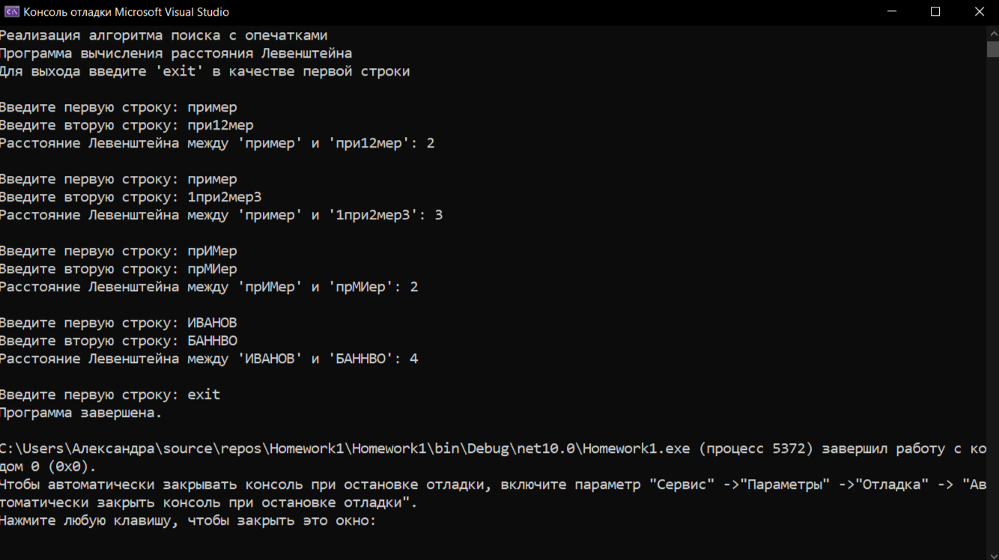 Консоль отладки Microsoft Visual Studio
Реализация алгоритма поиска с опечатками
Программа вычисления расстояния Левенштейна
Для выхода введите 'exit' в качестве первой строки
Введите первую строку: пример
Введите вторую строку: при12мер
Расстояние Левенштейна между 'пример' и 'при12мер': 2
Введите первую строку: пример
Введите вторую строку: 1при2мер3
Расстояние Левенштейна между 'пример' и '1при2мер3': 3
Введите первую строку: прИМер
Введите вторую строку: прМИер
Расстояние Левенштейна между 'прИМер' и 'прМИер': 2
Введите первую строку: ИВАНОВ
Введите вторую строку: БАННВО
Расстояние Левенштейна между 'ИВАНОВ' и 'БАННВО': 4
Введите первую строку: exit
Программа завершена.
C:\Users\Александра\source\repos\Homework1\Homework1\bin\Debug\net10.0\Homework1.exe (процесс 5372) завершил работу с ко
дом 0 (0x0).
Чтобы автоматически закрывать консоль при остановке отладки, включите параметр "Сервис" ->"Параметры" ->"Отладка" -> "Ав
томатически закрыть консоль при остановке отладки".
Нажмите любую клавишу, чтобы закрыть это окно: